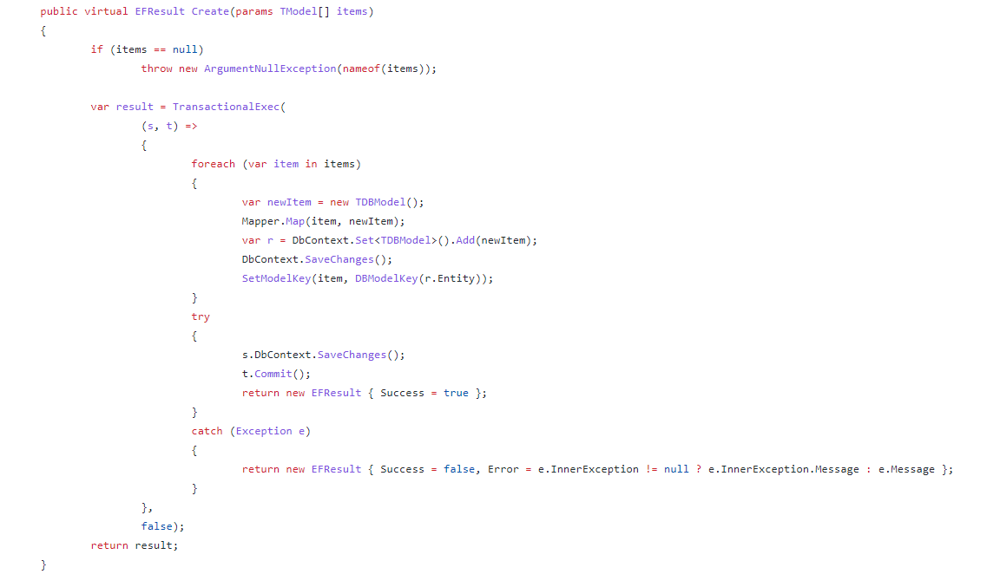 public virtual EFResult Create(params TModel[] items)
{
if (items == null)
throw new ArgumentNullException(nameof(items));
var result = TransactionalExec(
(s, t) =>
{
foreach (var item in items)
{
var newItem = new TDBModel();
Mapper.Map(item, newItem);
var r = DbContext.Set<TDBModel>().Add(newItem);
DbContext.SaveChanges();
SetModelKey(item, DBModelKey(r.Entity));
}
try
{
s.DbContext.SaveChanges();
t.Commit();
return new EFResult { Success = true };
}
catch (Exception e)
{
return new EFResult { Success = false, Error = e.InnerException != null ? e.InnerException.Message : e.Message };
}
},
false);
return result;
}